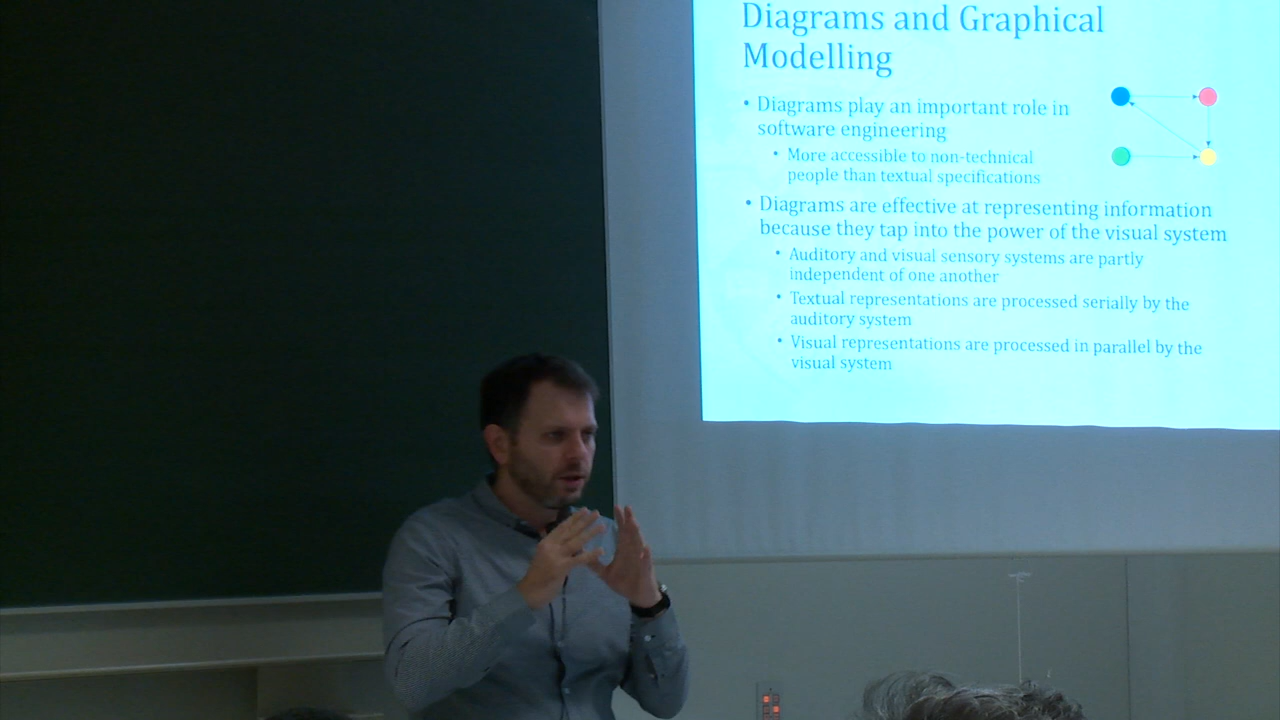 Diagrams and Graphical
Modelling
• Diagrams play an important role in
software engineering
• More accessible to non-technical
people than textual specifications
• Diagrams are effective at representing information
because they tap into the power of the visual system
• Auditory and visual sensory systems are partly
independent of one another
• Textual representations are processed serially by the
auditory system
• Visual representations are processed in parallel by the
visual system